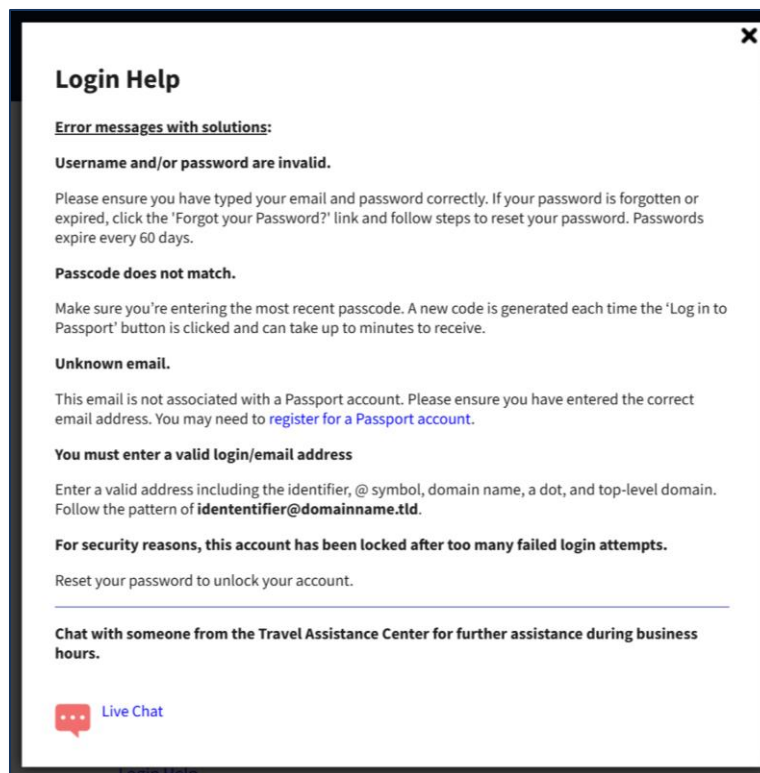 Login Help
Error messages with solutions:
Username and/or password are invalid.
Please ensure you have typed your email and password correctly. If your password is forgotten or
expired, click the 'Forgot your Password?' link and follow steps to reset your password. Passwords
expire every 60 days.
Passcode does not match.
Make sure you’re entering the most recent passcode. A new code is generated each time the ‘Log in to
Passport’ button is clicked and can take up to minutes to receive.
Unknown email.
This email is not associated with a Passport account. Please ensure you have entered the correct
email address. You may need to register for a Passport account.
You must enter a valid login/email address
Enter a valid address including the identifier, @ symbol, domain name, a dot, and top-level domain.
Follow the pattern of idententifier@domainname.tld.
For security reasons, this account has been locked after too many failed login attempts.
Reset your password to unlock your account.
Chat with someone from the Travel Assistance Center for further assistance during business
hours.
Live Chat
Login Help